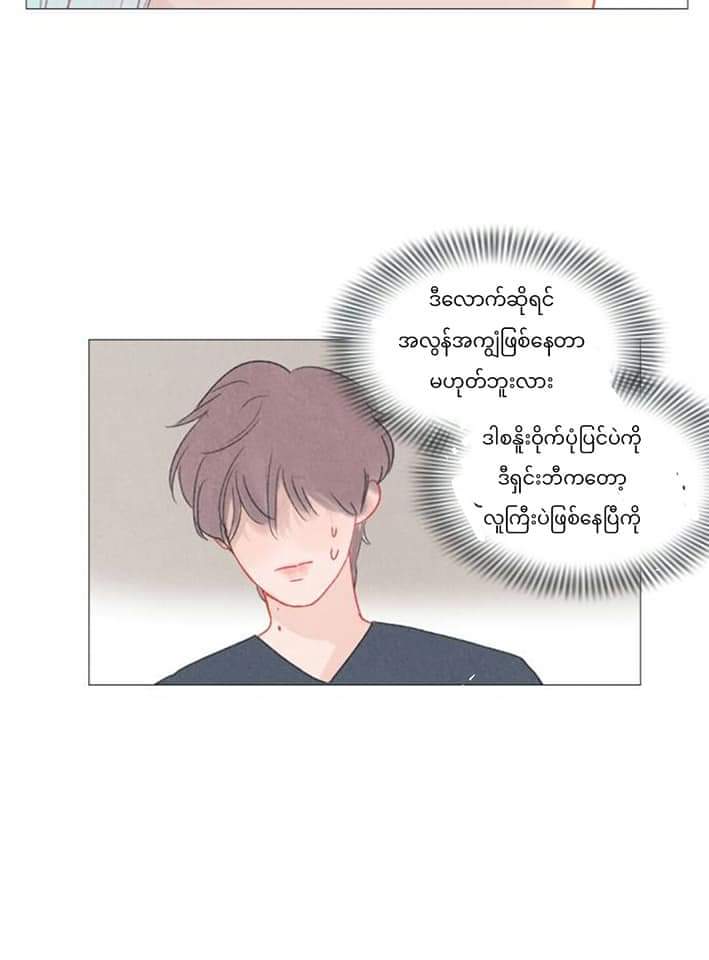 ဒီလောက်ဆိုရင်
အလွန်အကျွံဖြစ်နေတာ
မဟုတ်ဘူးလား
ဒါစနိူးဝိုက်ပုံပြင်ပဲကို
ဒီရှင်းဘီကတော့
လူကြီးပဲဖြစ်နေပြီကို